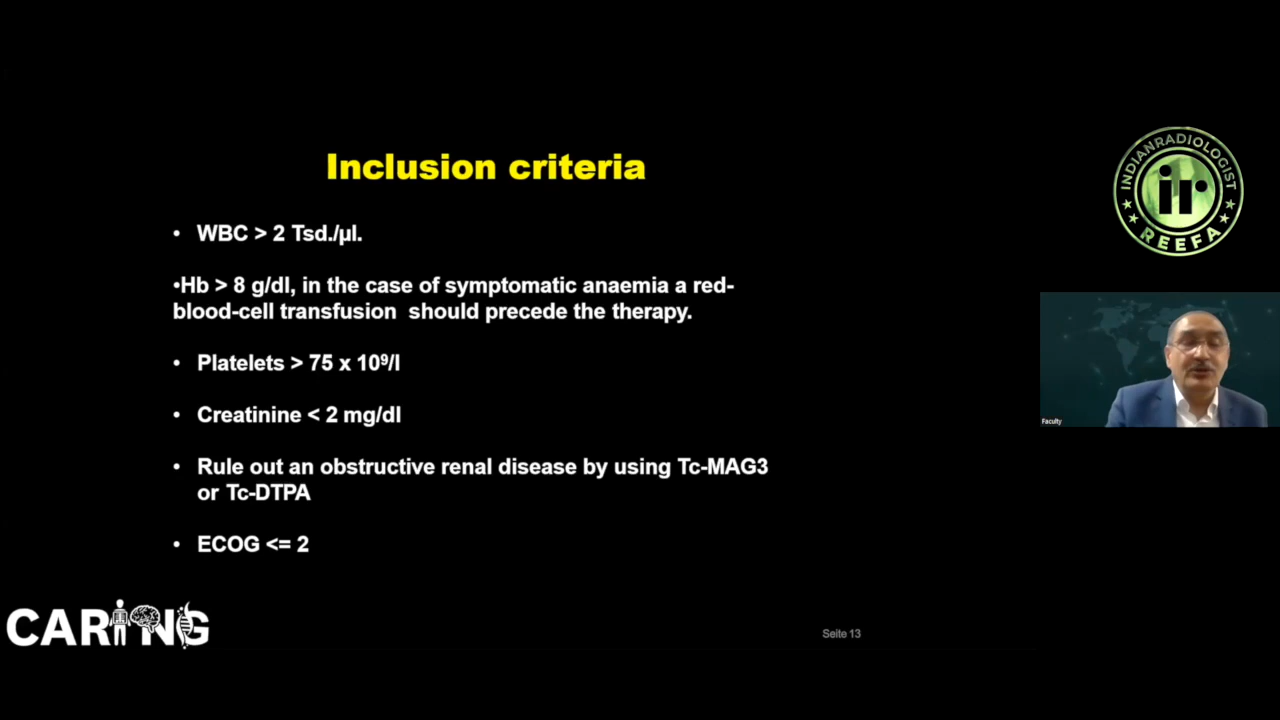 Inclusion criteria
• WBC > 2 Tsd./µl.
•Hb > 8 g/dl, in the case of symptomatic anaemia a red-
blood-cell transfusion should precede the therapy.
• Platelets > 75 x 10⁹/l
• Creatinine < 2 mg/dl
• Rule out an obstructive renal disease by using Tc-MAG3
or Tc-DTPA
• ECOG <= 2
Seite 13
CARING
INDIANRADIOLOGIST
ir
REEFA
Faculty